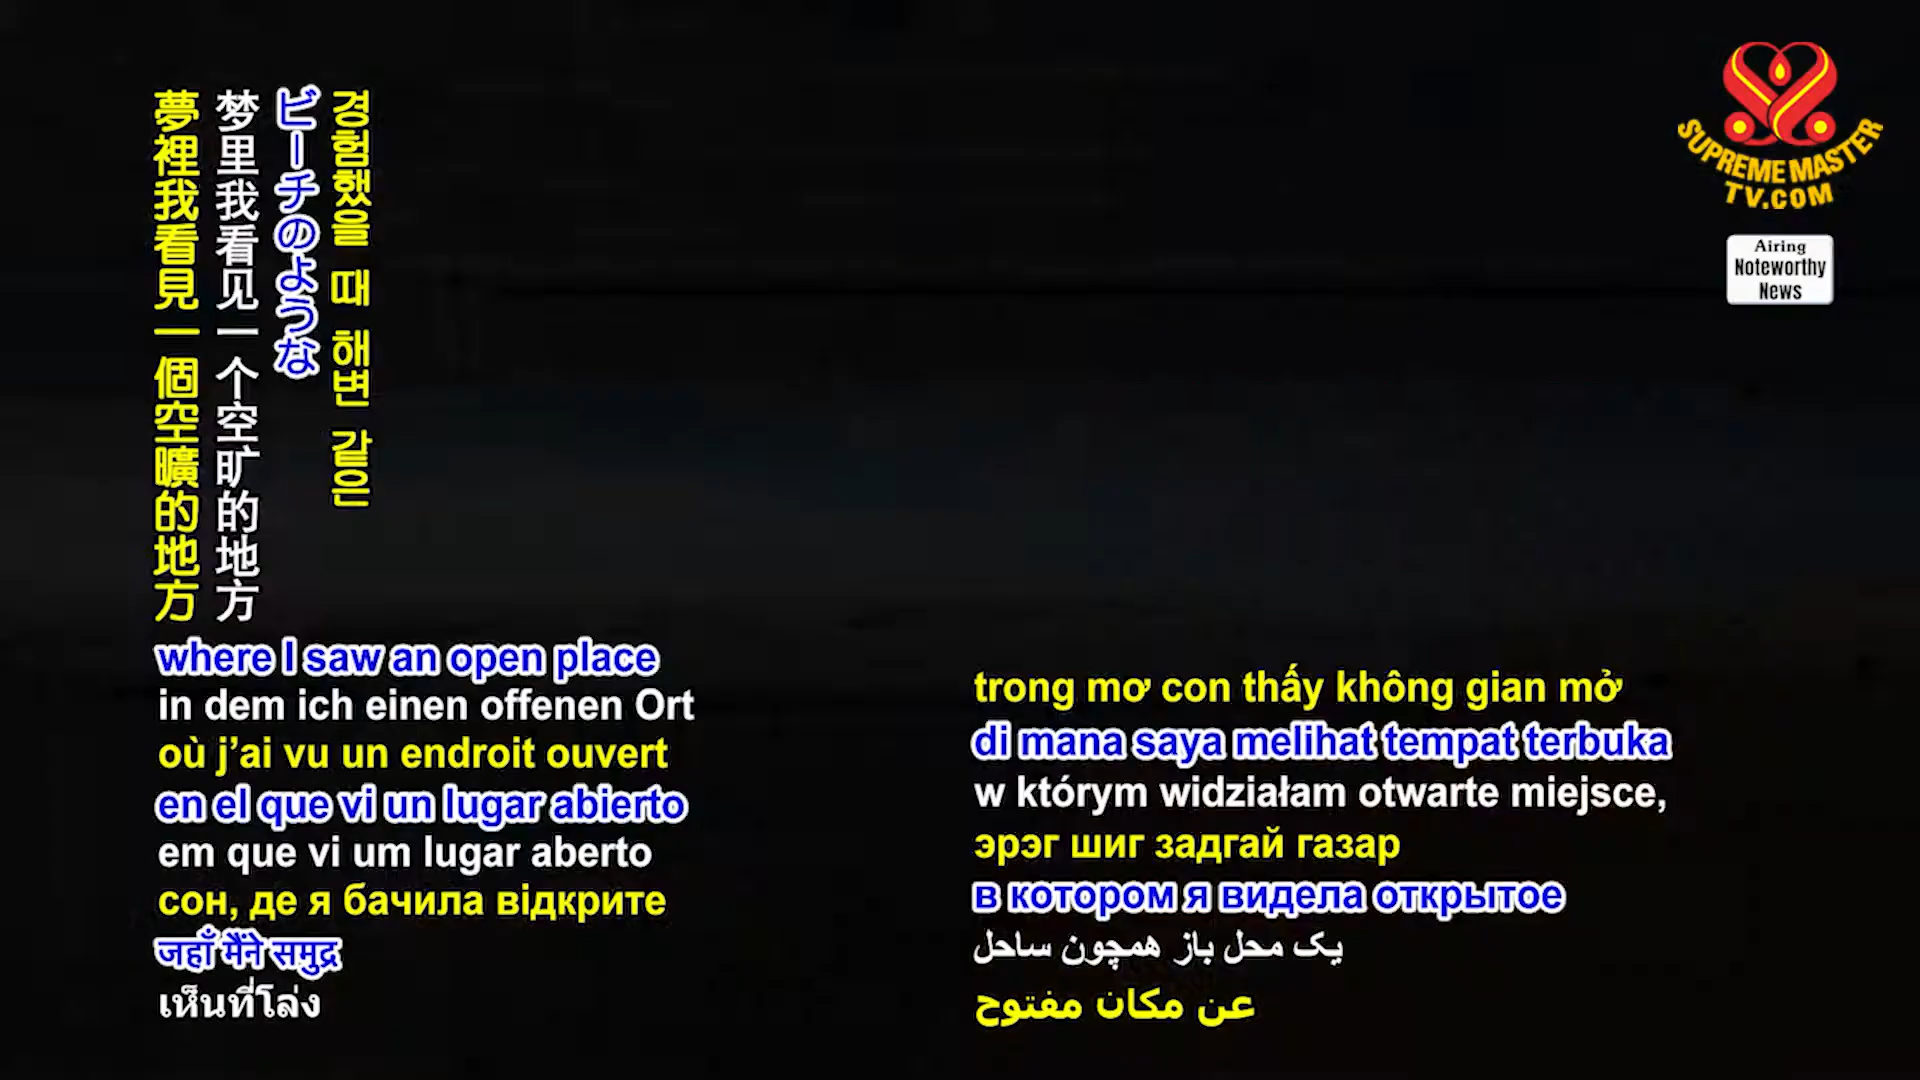 夢裡我看見一個空曠的地方
梦里我看见一个空旷的地方
ビーチのような
경험했을 때 해변 같은
where I saw an open place
in dem ich einen offenen Ort
où j’ai vu un endroit ouvert
en el que vi un lugar abierto
em que vi um lugar aberto
сон, де я бачила відкрите
जहाँ मैंने समुद्र
เห็นที่โล่ง
trong mơ con thấy không gian mở
di mana saya melihat tempat terbuka
w którym widziałam otwarte miejsce,
эрэг шиг задгай газар
в котором я видела открытое
یک محل باز همچون ساحل
عن مكان مفتوح
SUPREME MASTER
TV.COM
Airing
Noteworthy
News